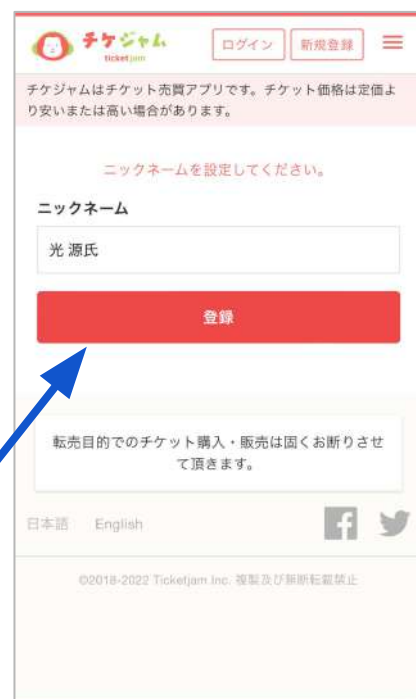 チケジャム
ticket jam
ログイン
新規登録
チケジャムはチケット売買アプリです。チケット価格は定価よ
り安いまたは高い場合があります。
ニックネームを設定してください。
ニックネーム
光 源氏
登録
転売目的でのチケット購入・販売は固くお断りさせ
て頂きます。
日本語 English
©2018-2022 Ticketjam Inc. 複製及び無断転載禁止